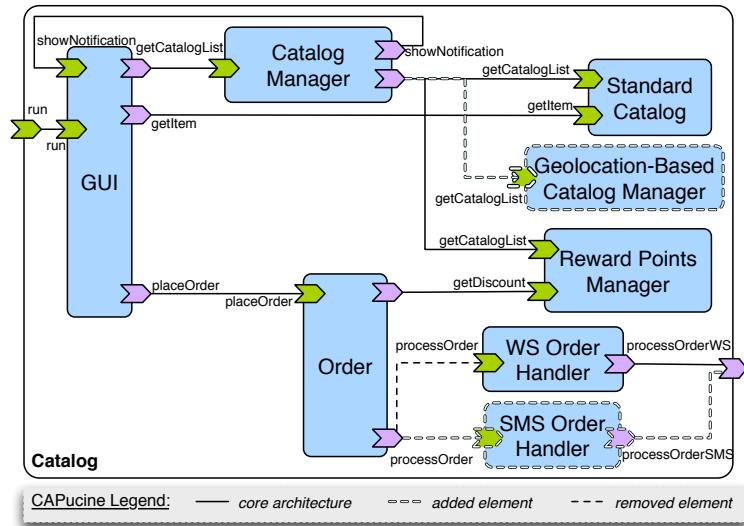 showNotification
getCatalogList
Catalog
Manager
showNotification
getCatalogList
Standard
Catalog
run
run
getItem
getItem
GUI
Geolocation-Based
Catalog Manager
getCatalogList
getCatalogList
Reward Points
Manager
placeOrder
placeOrder
getDiscount
Order
processOrder
WS Order
Handler
processOrderWS
SMS Order
Handler
processOrder
processOrderSMS
Catalog
CAPucine Legend:
core architecture
added element
removed element